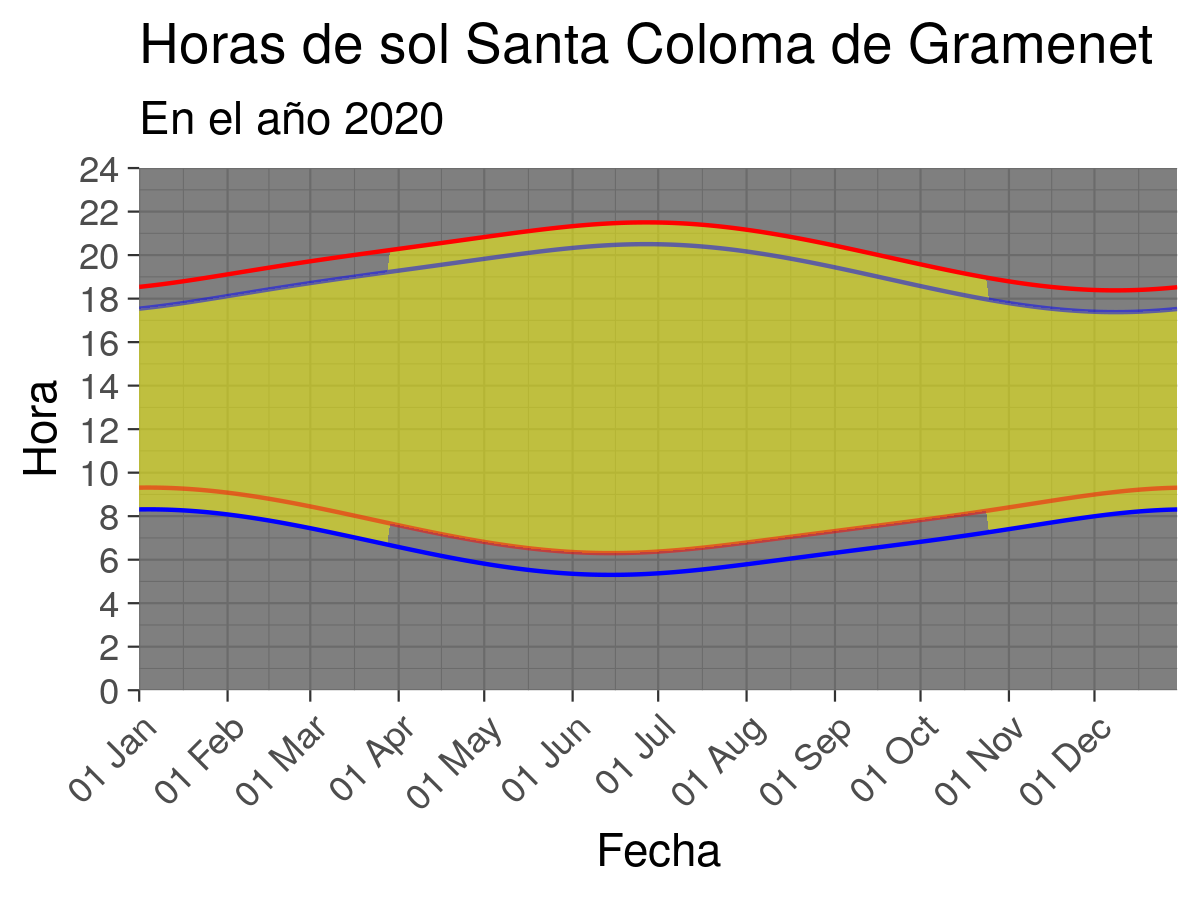 Horas de sol Santa Coloma de Gramenet
En el año 2020
24
22
20
18
16
14
12
10
8
6
4
2
0
Hora
01 Jan
01 Feb
01 Mar
01 Apr
01 May
01 Jun
01 Jul
01 Aug
01 Sep
01 Oct
01 Nov
01 Dec
Fecha